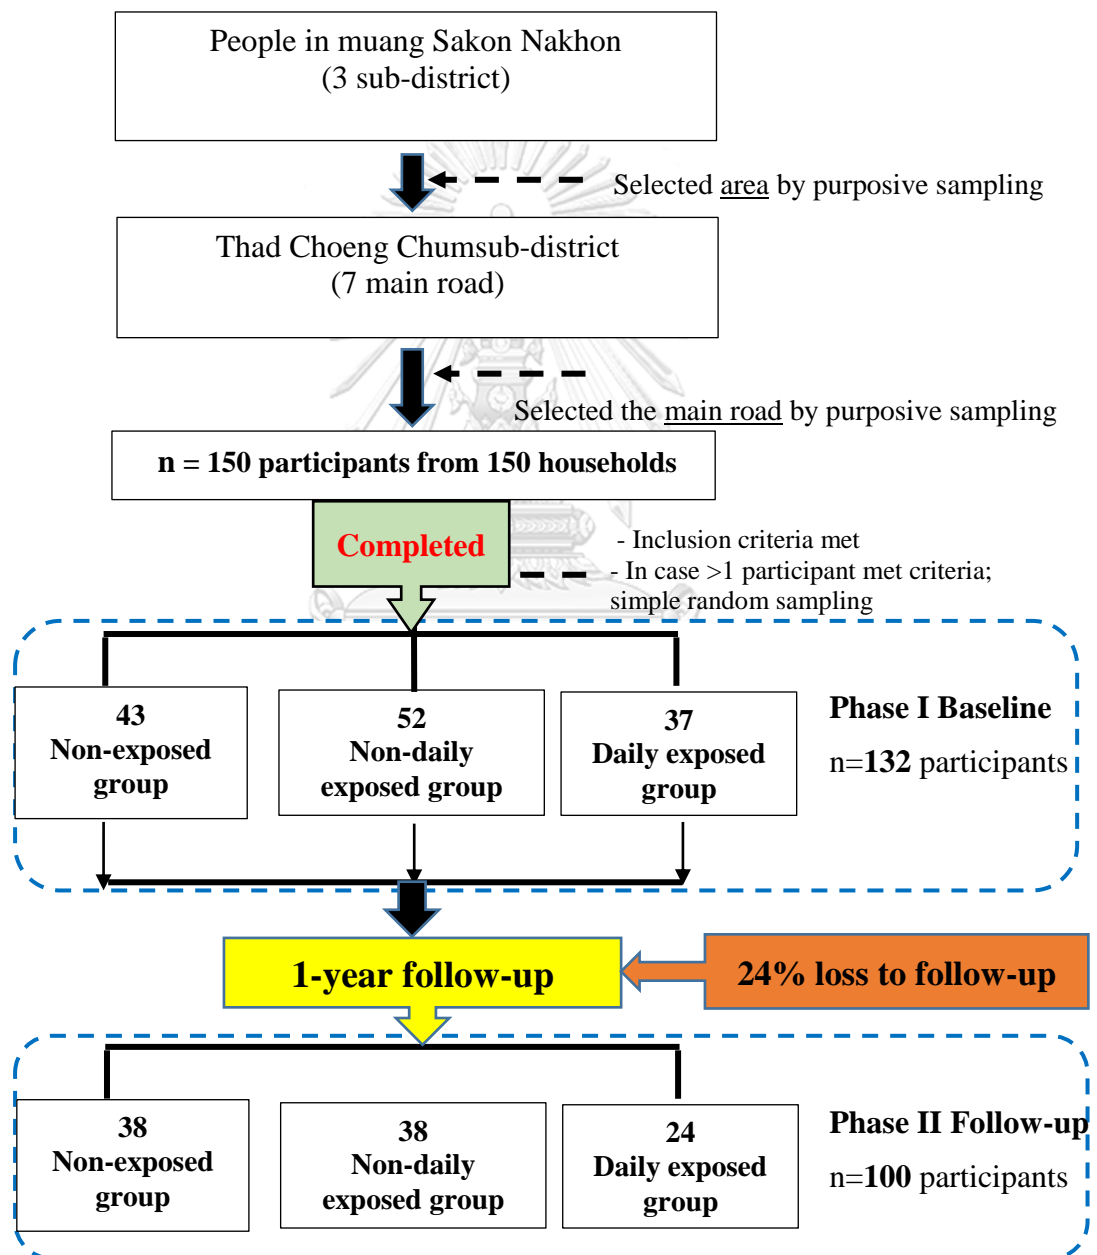 People in muang Sakon Nakhon
(3 sub-district)
Selected area by purposive sampling
Thad Choeng Chumsub-district
(7 main road)
Selected the main road by purposive sampling
n = 150 participants from 150 households
Completed
- Inclusion criteria met
- In case >1 participant met criteria;
simple random sampling
43
Non-exposed
group
52
Non-daily
exposed group
37
Daily exposed
group
Phase I Baseline
n=132 participants
1-year follow-up
24% loss to follow-up
38
Non-exposed
group
38
Non-daily
exposed group
24
Daily exposed
group
Phase II Follow-up
n=100 participants